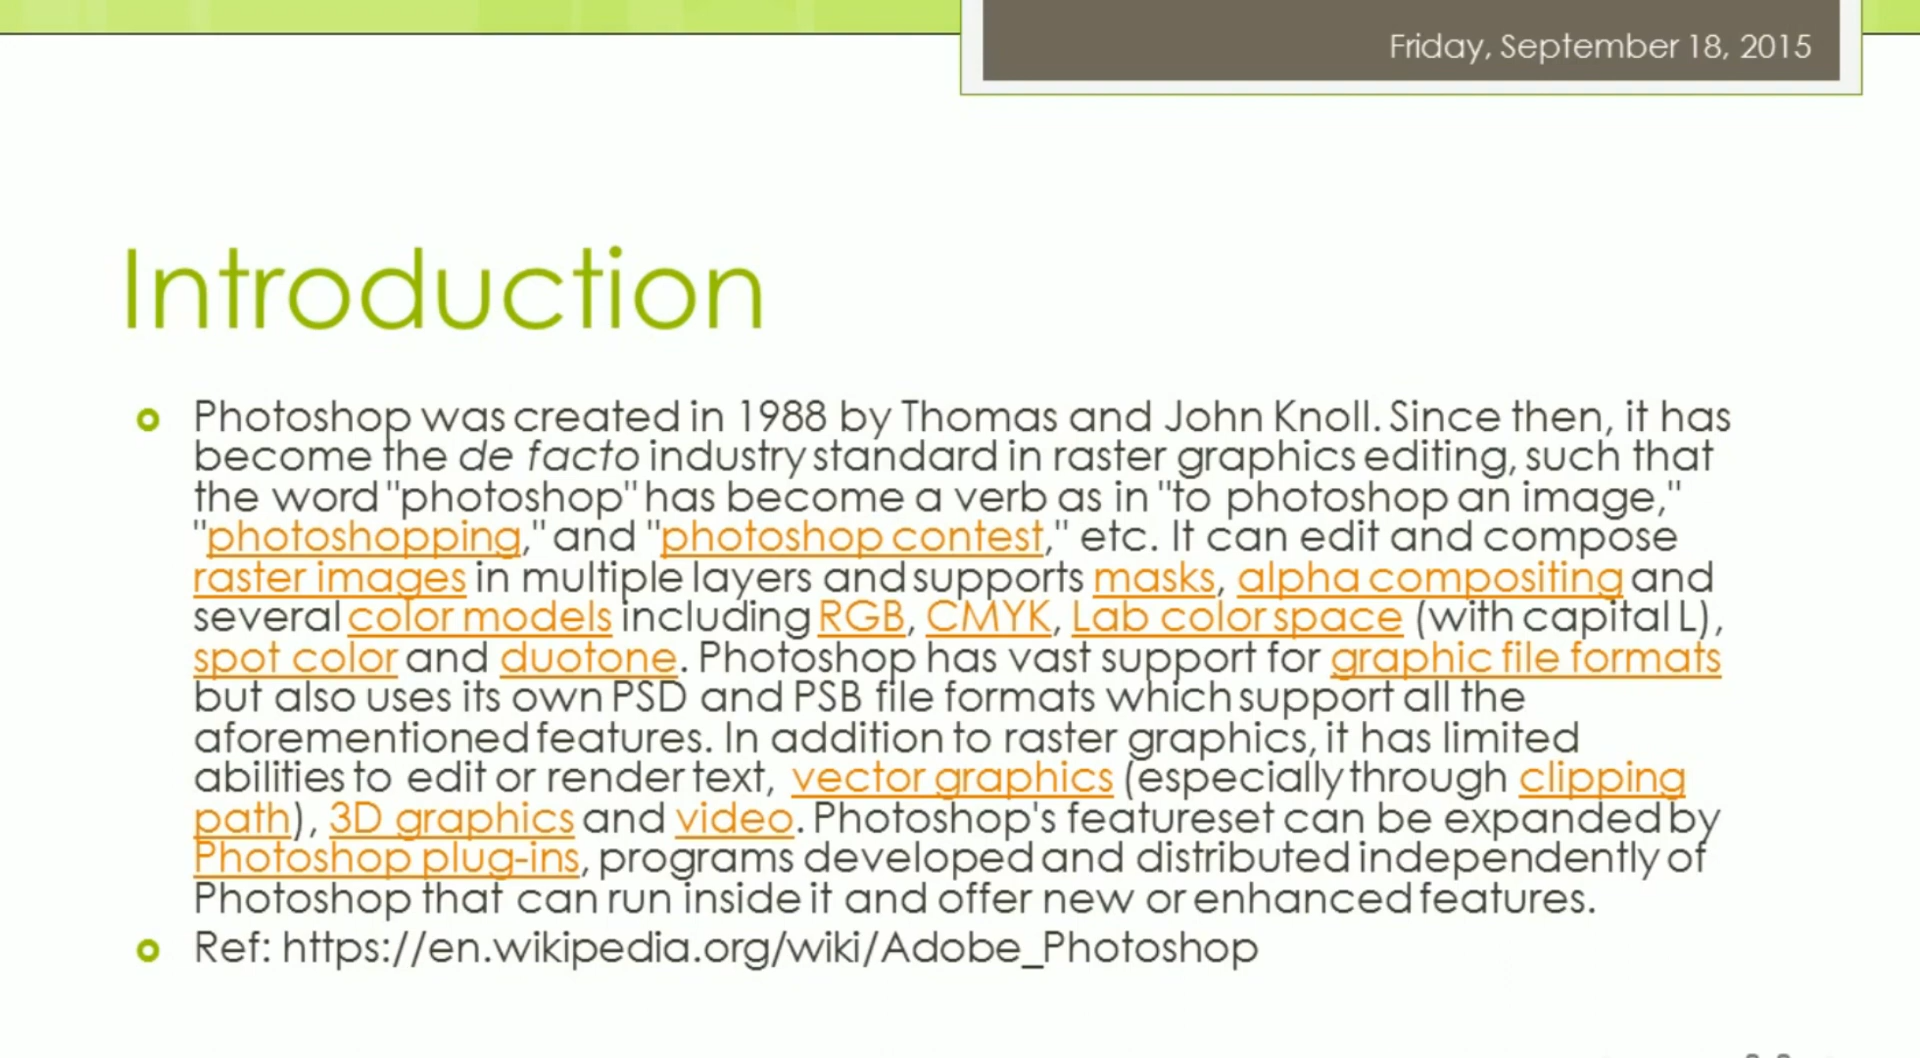 Friday, September 18, 2015
Introduction
Photoshop was created in 1988 by Thomas and John Knoll. Since then, it has
become the de facto industry standard in raster graphics editing, such that
the word "photoshop" has become a verb as in "to photoshop an image,"
"photoshopping," and "photoshop contest," etc. It can edit and compose
raster images in multiple layers and supports masks, alpha compositing and
several color models including RGB, CMYK, Lab color space (with capital L),
spot color and duotone. Photoshop has vast support for graphic file formats
but also uses its own PSD and PSB file formats which support all the
aforementioned features. In addition to raster graphics, it has limited
abilities to edit or render text, vector graphics (especially through clipping
path), 3D graphics and video. Photoshop's featureset can be expanded by
Photoshop plug-ins, programs developed and distributed independently of
Photoshop that can run inside it and offer new or enhanced features.
Ref: https://en.wikipedia.org/wiki/Adobe_Photoshop